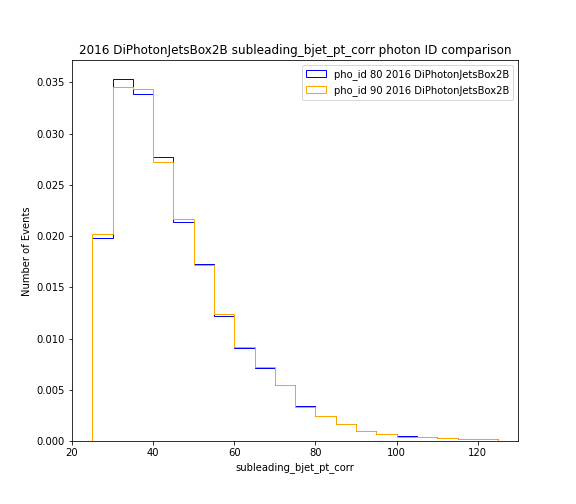 2016 DiPhotonJetsBox2B subleading_bjet_pt_corr photon ID comparison
pho_id 80 2016 DiPhotonJetsBox2B
pho_id 90 2016 DiPhotonJetsBox2B
Number of Events
0.035
0.030
0.025
0.020
0.015
0.010
0.005
0.000
20 40 60 80 100 120
subleading_bjet_pt_corr